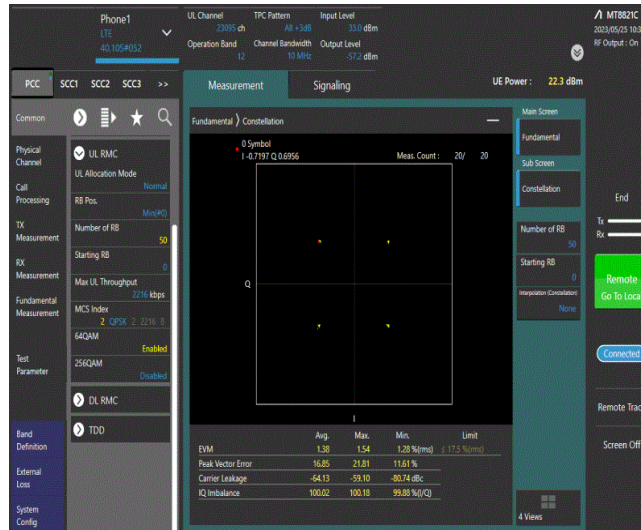 Phone1
LTE
40.105#052
UL Channel TPC Pattern Input Level
23095 ch Alt +3dB 33.0 dBm
Operation Band Channel Bandwidth Output Level
12 10 MHz -57.2 dBm
MT8821C
2023/05/25 10:3
RF Output : On
PCC SCC1 SCC2 SCC3 >>
Measurement Signaling UE Power : 22.3 dBm
Common
Physical Channel
Call Processing
TX Measurement
RX Measurement
Fundamental Measurement
Test Parameter
Band Definition
External Loss
System Config
UL RMC
UL Allocation Mode
Normal
RB Pos.
Min(#0)
Number of RB
50
Starting RB
0
Max UL Throughput
2216 kbps
MCS Index
2 QPSK 2 2216 B
64QAM
Enabled
256QAM
Disabled
DL RMC
TDD
Fundamental Constellation
0 Symbol
I -0.7197 Q 0.6956 Meas. Count : 20/ 20
Q
I
Avg. Max. Min. Limit
EVM 1.38 1.54 1.28 %(rms) ≤ 17.5 %(rms)
Peak Vector Error 16.85 21.81 11.61 %
Carrier Leakage -64.13 -59.10 -80.74 dBc
IQ Imbalance 100.02 100.18 99.88 %(I/Q)
Main Screen
Fundamental
Sub Screen
Constellation
Number of RB
50
Starting RB
0
Interpolation (Constellation)
None
4 Views
End
Tx
Rx
Remote
Go To Loca
Connected
Remote Trac
Screen Off